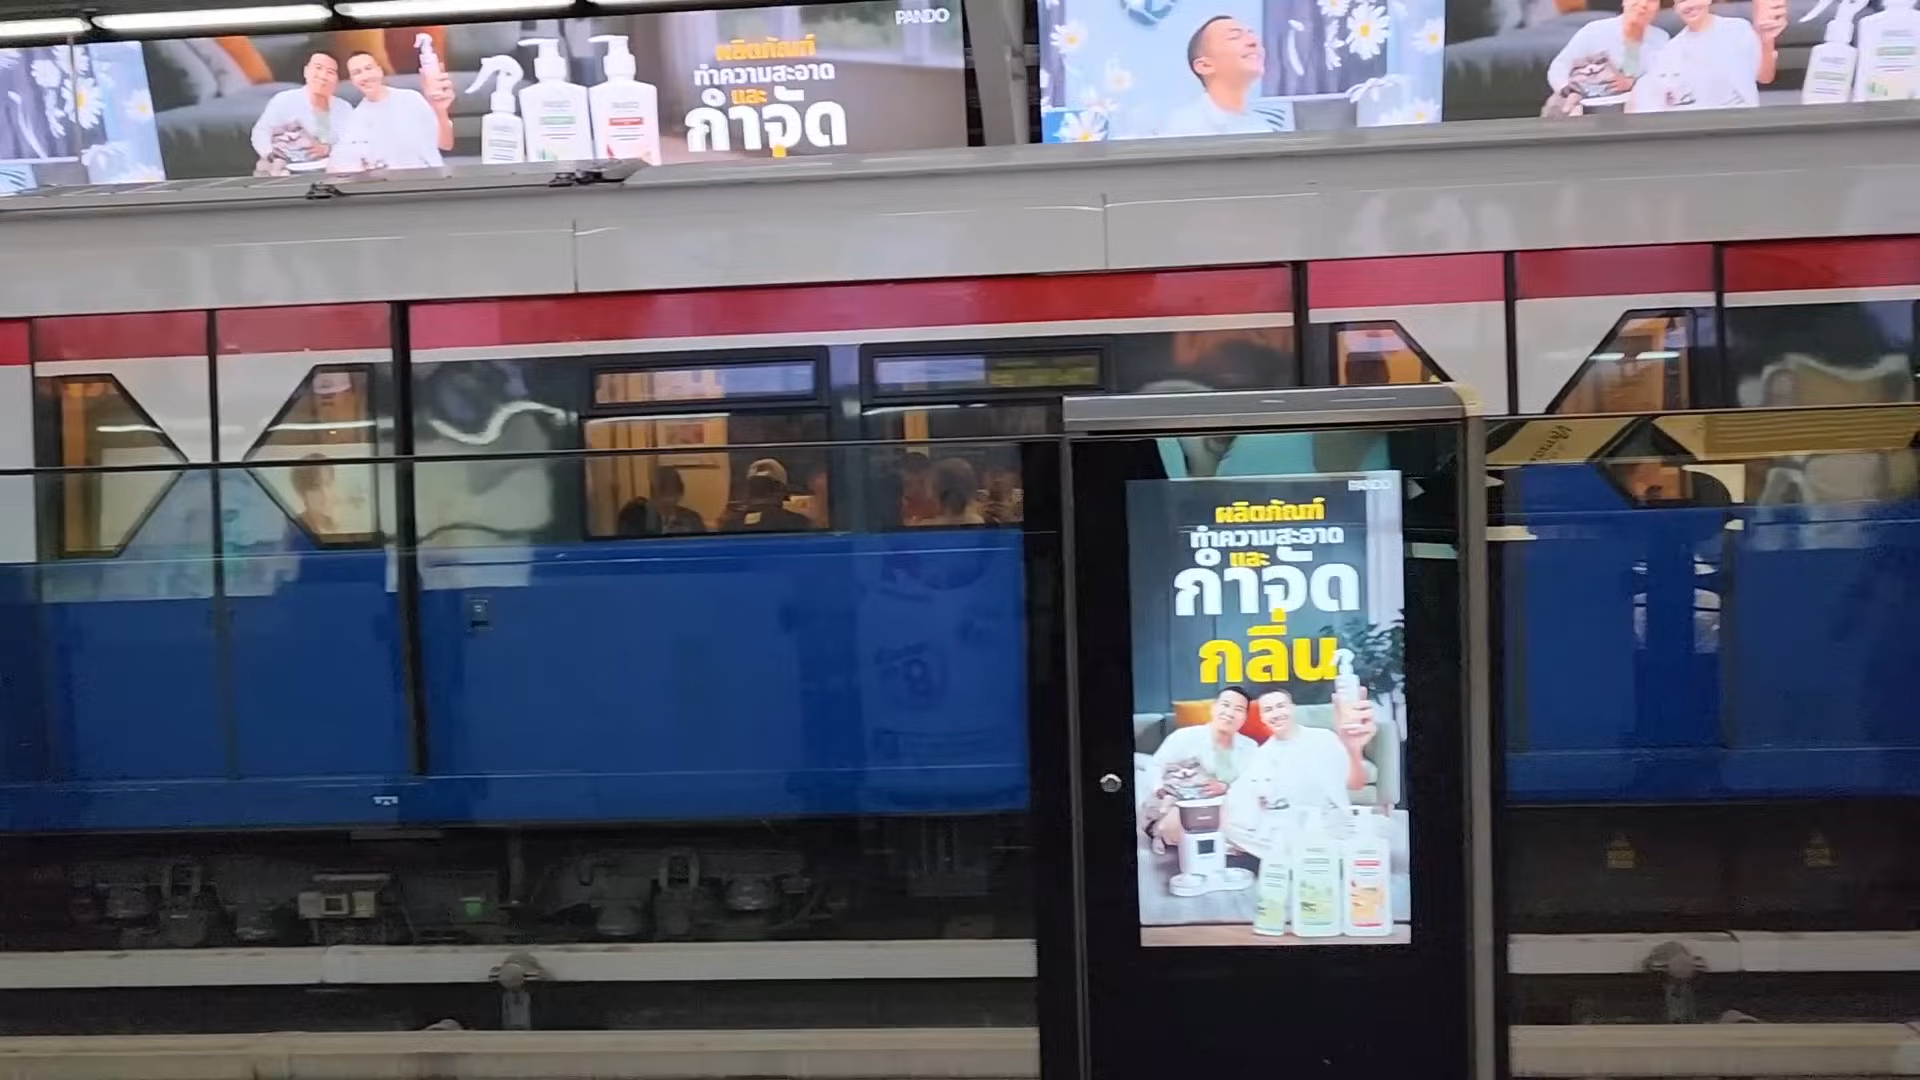 PANDO
ผลิตภัณฑ์
ทำความสะอาด
และ
กำจัด
PANDO
ผลิตภัณฑ์
ทำความสะอาด
และ
กำจัด
กลิ่น